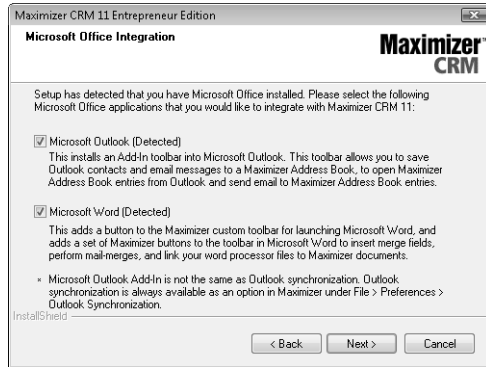 Maximizer CRM 11 Entrepreneur Edition
Microsoft Office Integration
Maximizer
CRM
Setup has detected that you have Microsoft Office installed. Please select the following
Microsoft Office applications that you would like to integrate with Maximizer CRM 11:
Microsoft Outlook (Detected)
This installs an Add-In toolbar into Microsoft Outlook. This toolbar allows you to save
Outlook contacts and email messages to a Maximizer Address Book, to open Maximizer
Address Book entries from Outlook and send email to Maximizer Address Book entries.
Microsoft Word (Detected)
This adds a button to the Maximizer custom toolbar for launching Microsoft Word, and
adds a set of Maximizer buttons to the toolbar in Microsoft Word to insert merge fields,
perform mail-merges, and link your word processor files to Maximizer documents.
* Microsoft Outlook Add-In is not the same as Outlook synchronization. Outlook
synchronization is always available as an option in Maximizer under File > Preferences >
Outlook Synchronization.
InstallShield
< Back
Next >
Cancel